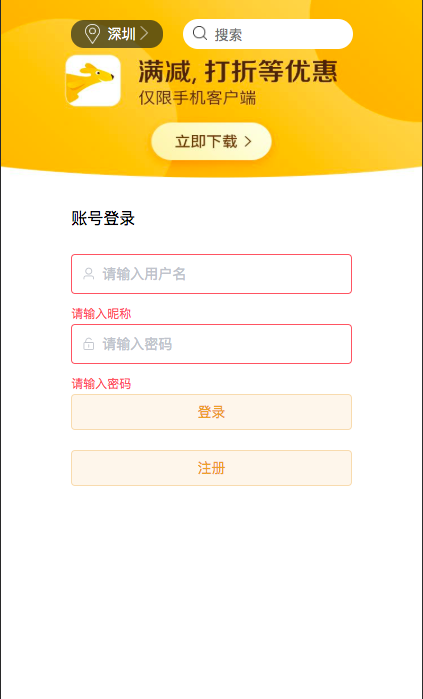 深圳
搜索
满减, 打折等优惠
仅限手机客户端
立即下载
账号登录
请输入用户名
请输入昵称
请输入密码
请输入密码
登录
注册